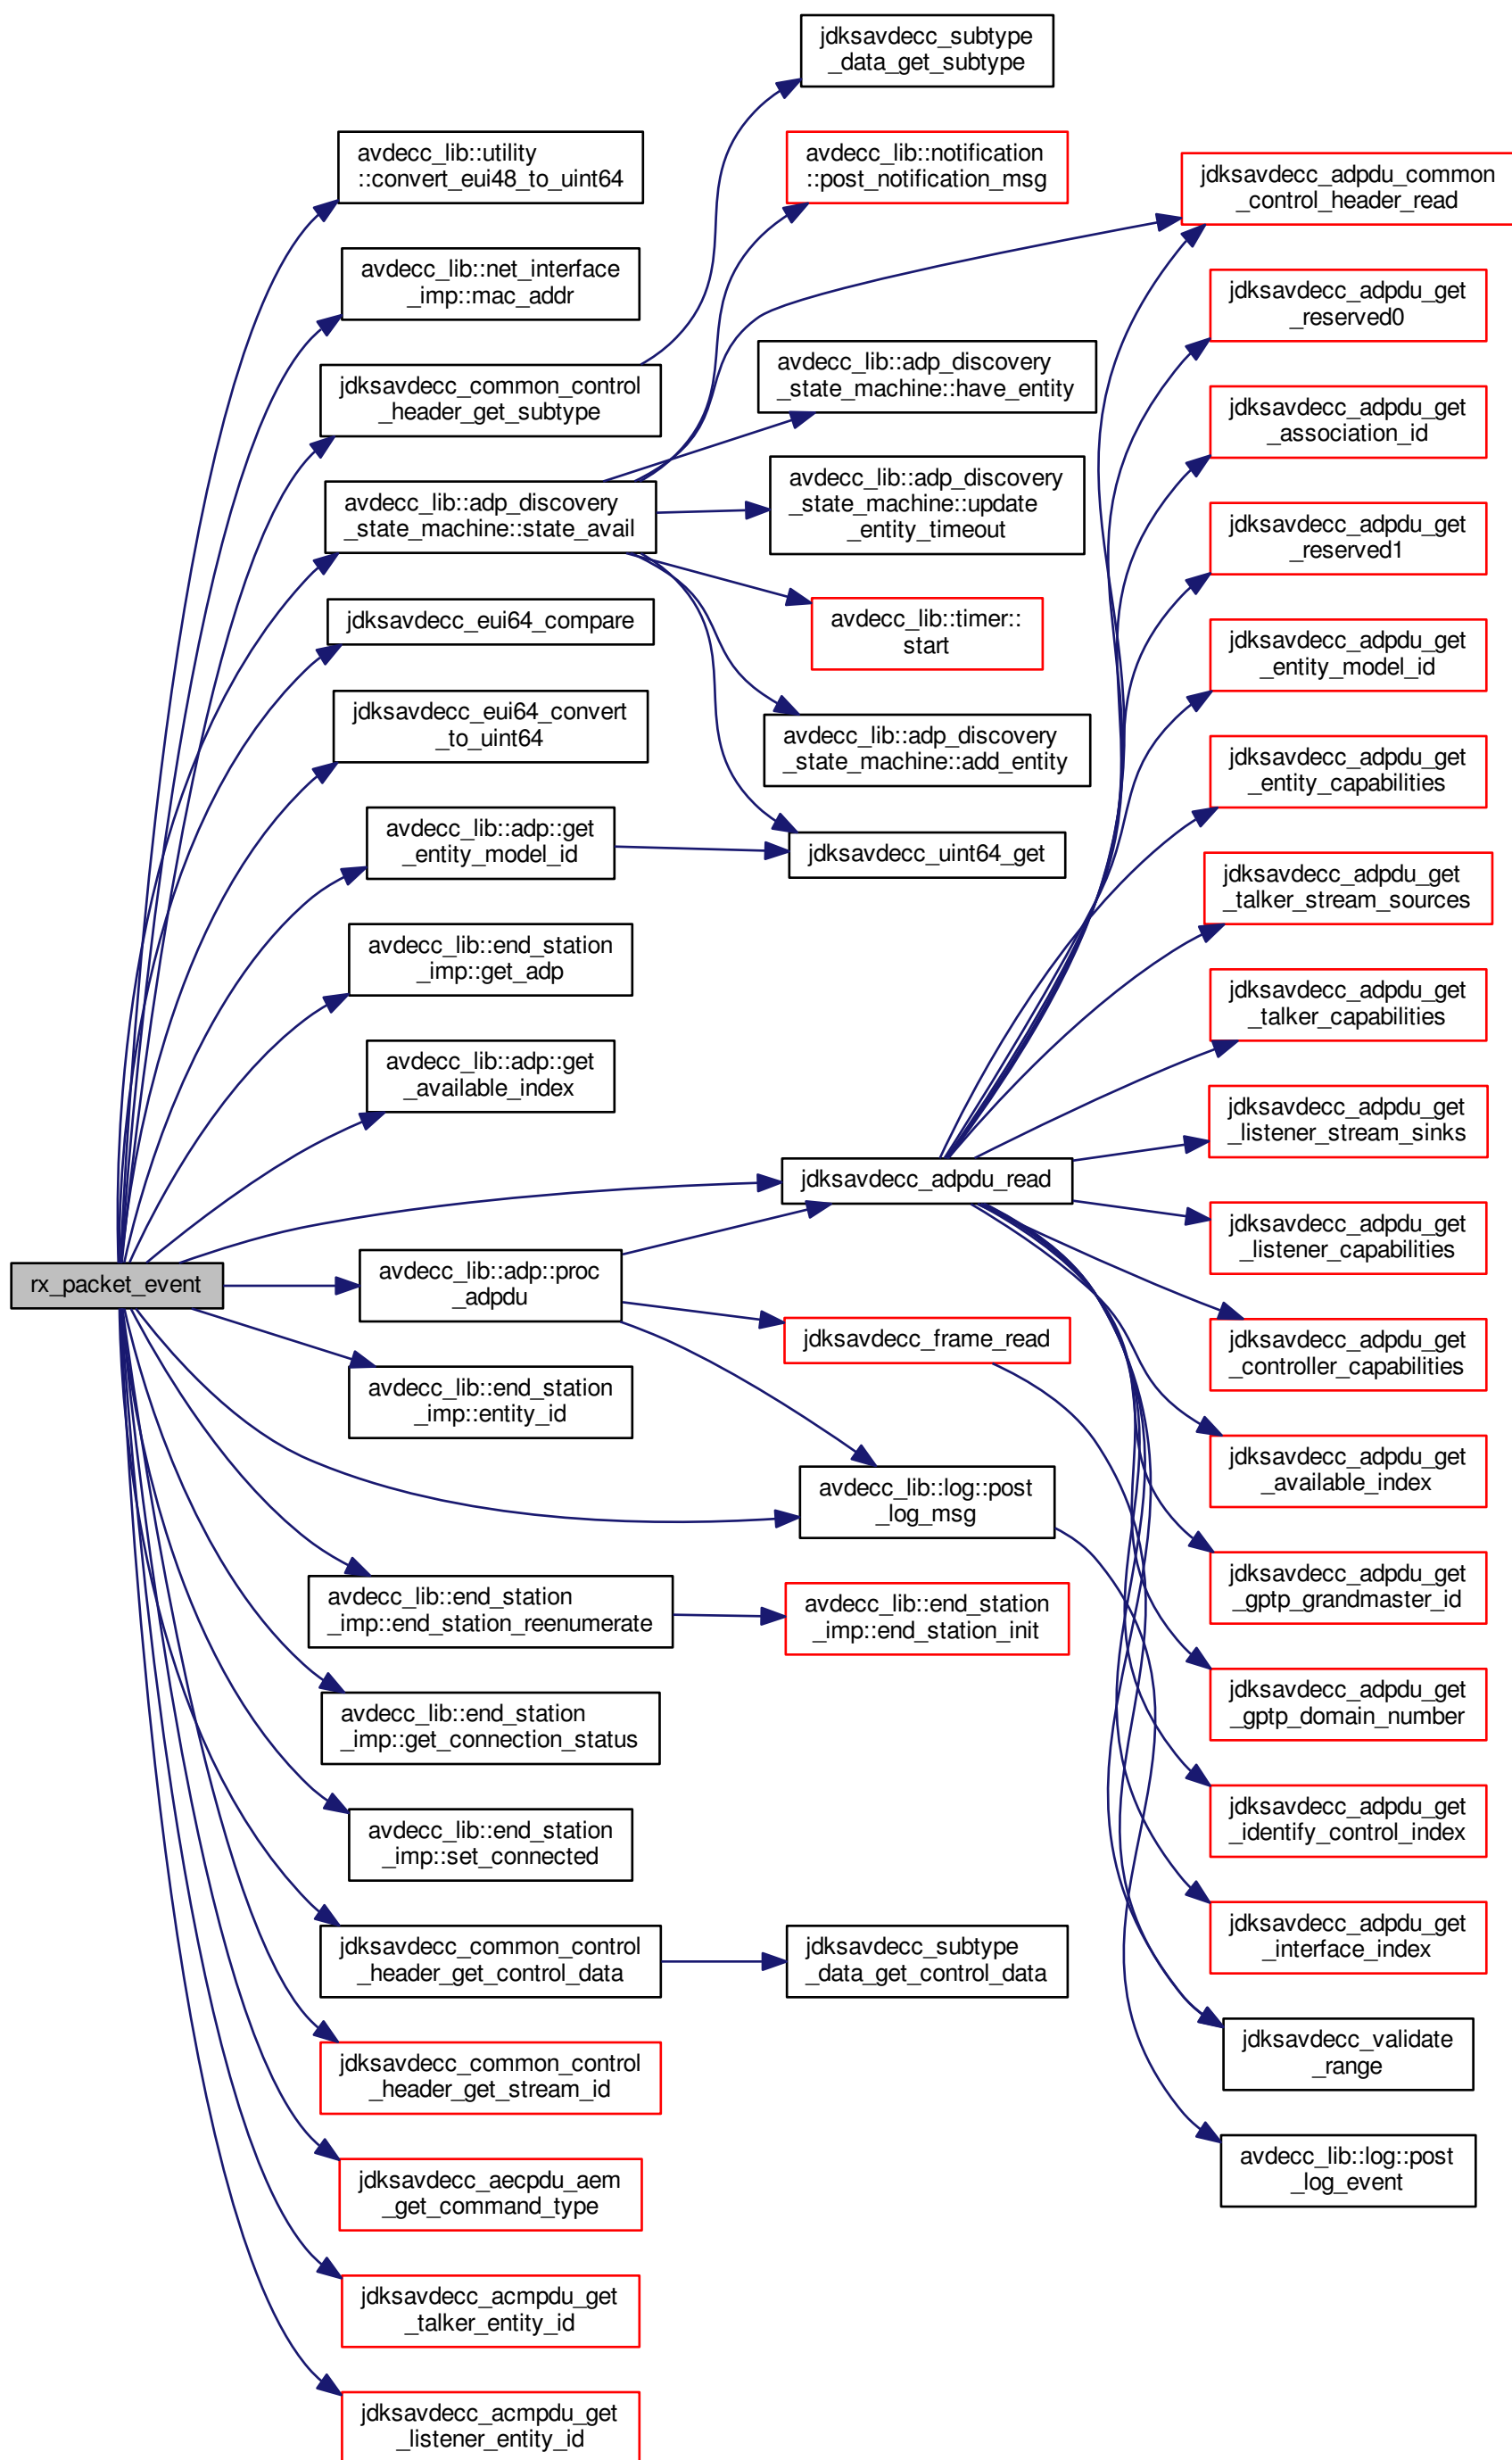 jdksavdecc_subtype
_data_get_subtype
avdecc_lib::utility
::convert_eui48_to_uint64
avdecc_lib::notification
::post_notification_msg
jdksavdecc_adpdu_common
_control_header_read
avdecc_lib::net_interface
_imp::mac_addr
jdksavdecc_adpdu_get
_reserved0
jdksavdecc_common_control
_header_get_subtype
avdecc_lib::adp_discovery
_state_machine::have_entity
jdksavdecc_adpdu_get
_association_id
avdecc_lib::adp_discovery
_state_machine::state_avail
avdecc_lib::adp_discovery
_state_machine::update
_entity_timeout
jdksavdecc_adpdu_get
_reserved1
jdksavdecc_eui64_compare
avdecc_lib::timer::
start
jdksavdecc_adpdu_get
_entity_model_id
jdksavdecc_eui64_convert
_to_uint64
avdecc_lib::adp_discovery
_state_machine::add_entity
jdksavdecc_adpdu_get
_entity_capabilities
avdecc_lib::adp::get
_entity_model_id
jdksavdecc_uint64_get
jdksavdecc_adpdu_get
_talker_stream_sources
avdecc_lib::end_station
_imp::get_adp
jdksavdecc_adpdu_get
_talker_capabilities
avdecc_lib::adp::get
_available_index
jdksavdecc_adpdu_get
_listener_stream_sinks
jdksavdecc_adpdu_read
jdksavdecc_adpdu_get
_listener_capabilities
rx_packet_event
avdecc_lib::adp::proc
_adpdu
jdksavdecc_frame_read
jdksavdecc_adpdu_get
_controller_capabilities
avdecc_lib::end_station
_imp::entity_id
jdksavdecc_adpdu_get
_available_index
avdecc_lib::log::post
_log_msg
jdksavdecc_adpdu_get
_gptp_grandmaster_id
avdecc_lib::end_station
_imp::end_station_reenumerate
avdecc_lib::end_station
_imp::end_station_init
jdksavdecc_adpdu_get
_gptp_domain_number
avdecc_lib::end_station
_imp::get_connection_status
jdksavdecc_adpdu_get
_identify_control_index
avdecc_lib::end_station
_imp::set_connected
jdksavdecc_adpdu_get
_interface_index
jdksavdecc_common_control
_header_get_control_data
jdksavdecc_subtype
_data_get_control_data
jdksavdecc_validate
_range
jdksavdecc_common_control
_header_get_stream_id
avdecc_lib::log::post
_log_event
jdksavdecc_aecpdu_aem
_get_command_type
jdksavdecc_acmpdu_get
_talker_entity_id
jdksavdecc_acmpdu_get
_listener_entity_id